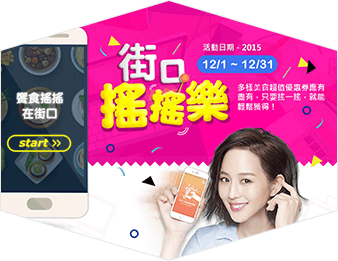 饗食搖搖
在街口
start >>
街口
搖搖樂
活動日期 - 2015
12/1 ~ 12/31
多樣美食超值優惠券應有
盡有，只要搖一搖，就能
輕鬆獲得！